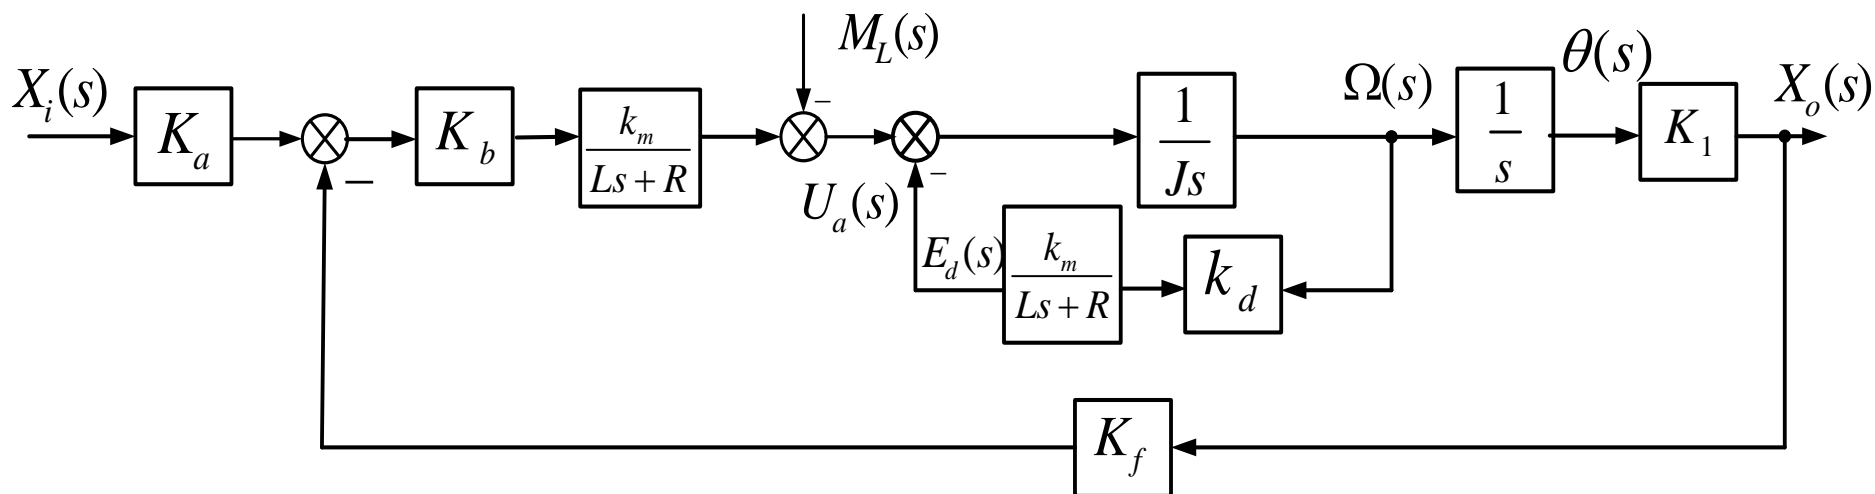 M_L(s)
X_i(s)
K_a
K_b
k_m
Ls + R
−
1
Js
Ω(s)
1
s
θ(s)
K_1
X_o(s)
−
U_a(s)
−
E_d(s)
k_m
Ls + R
k_d
K_f